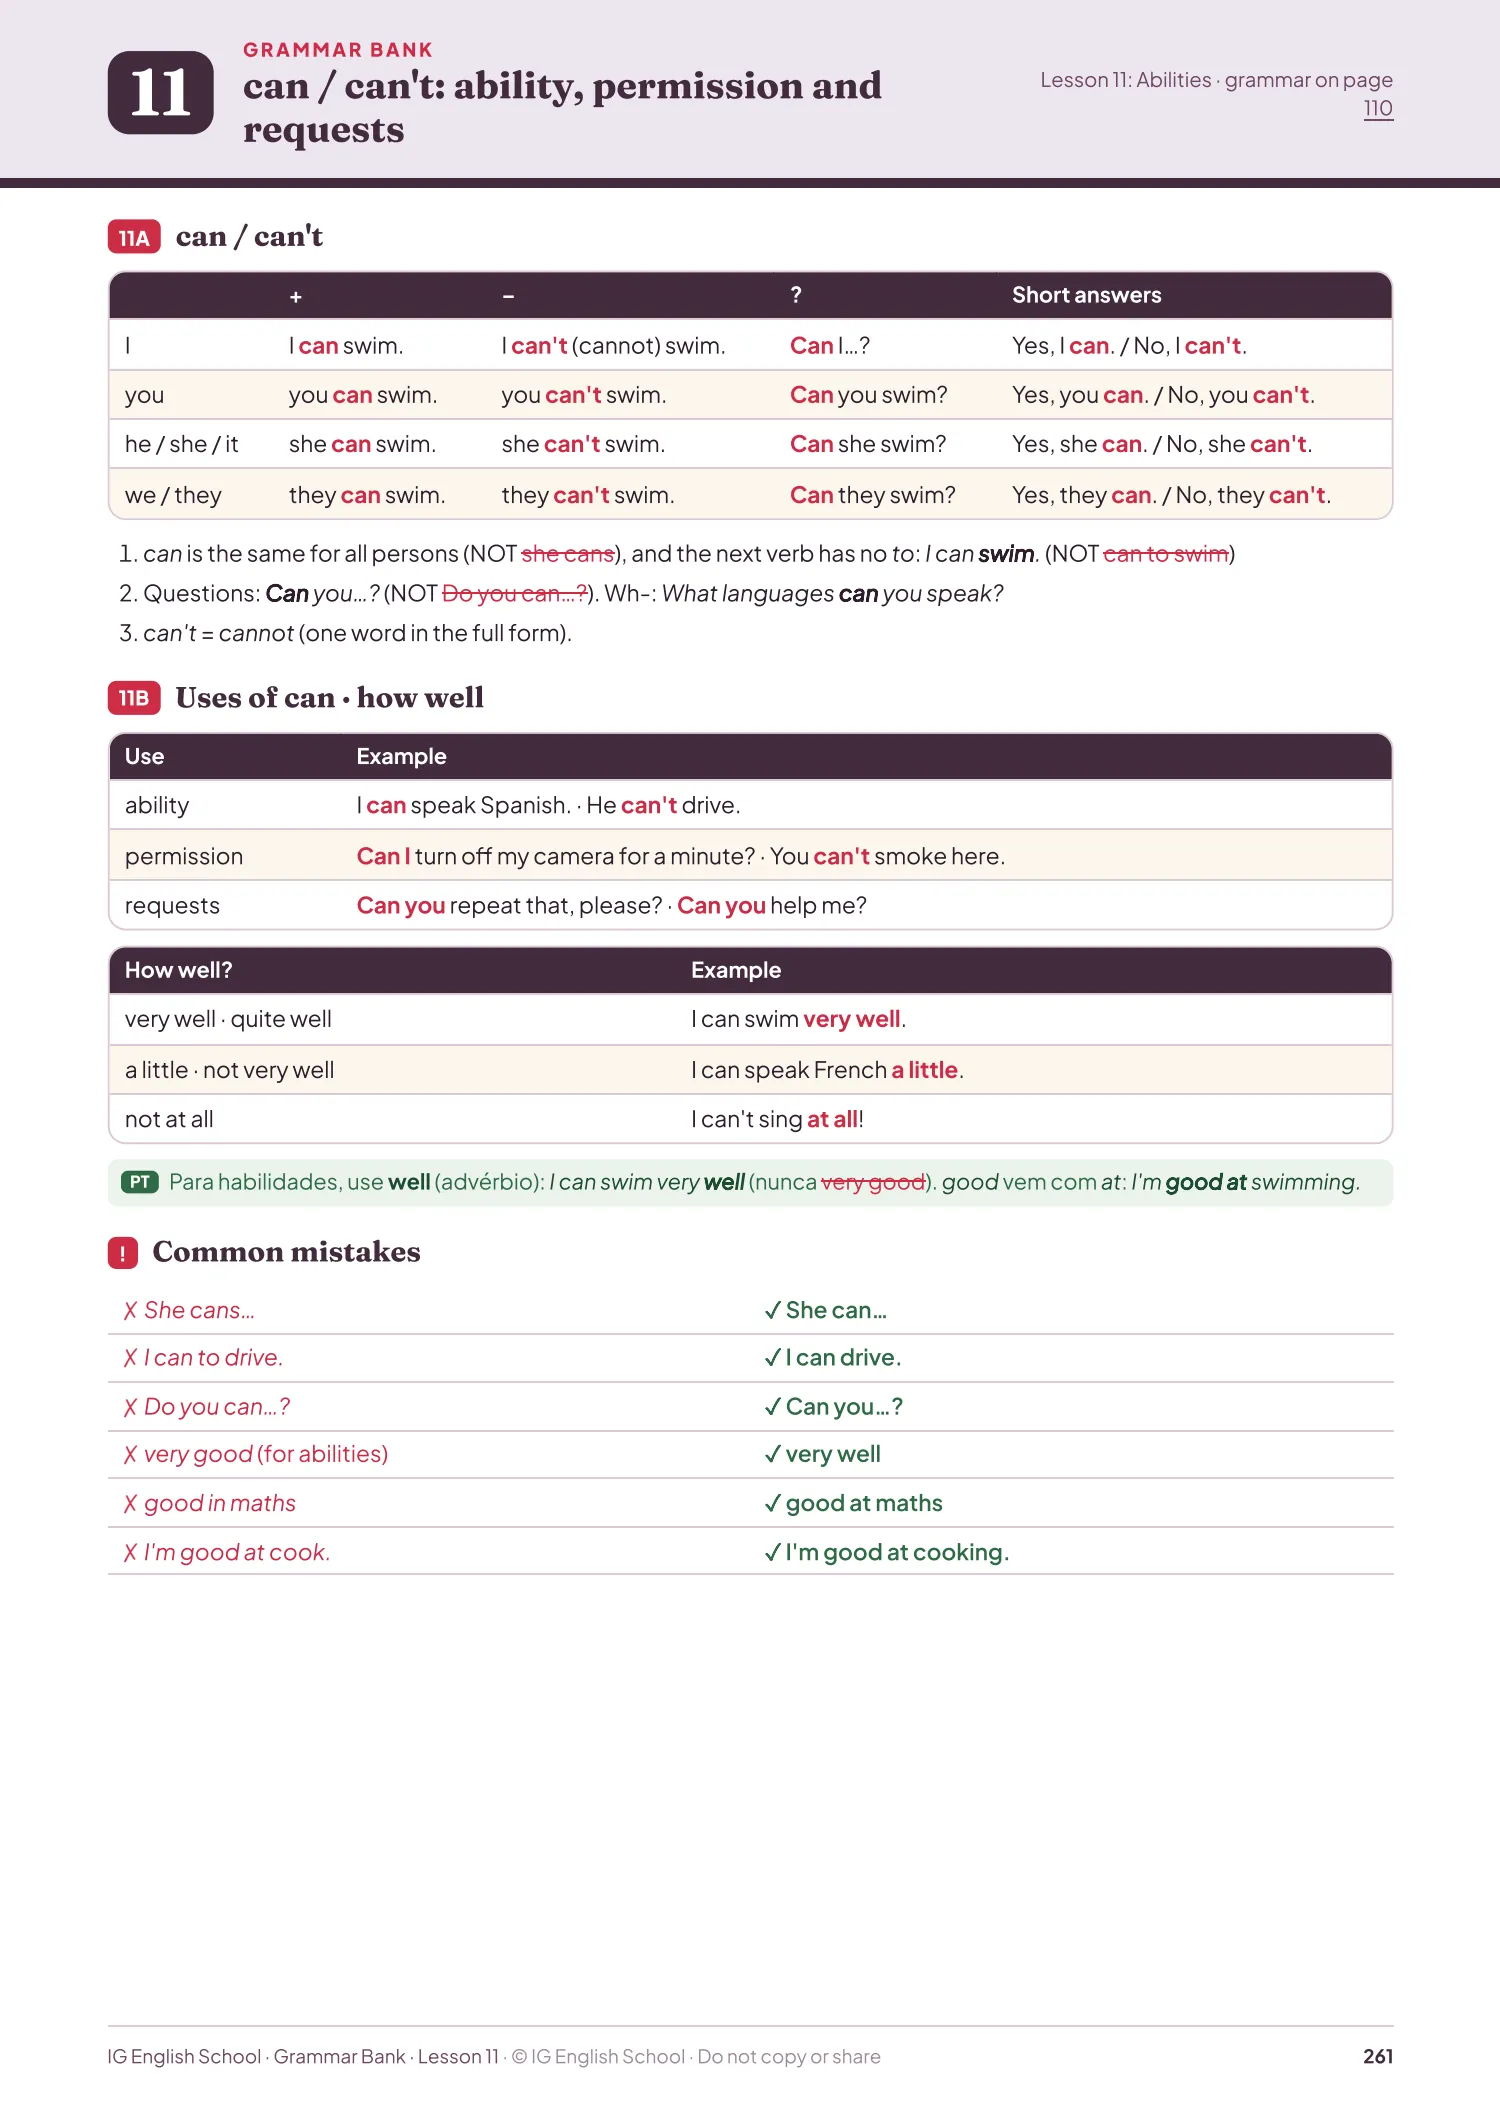 11
GRAMMAR BANK
can / can't: ability, permission and
requests
Lesson 11: Abilities · grammar on page
110
11A can / can't
+ – ? Short answers
I I can swim. I can't (cannot) swim. Can I...? Yes, I can. / No, I can't.
you you can swim. you can't swim. Can you swim? Yes, you can. / No, you can't.
he / she / it she can swim. she can't swim. Can she swim? Yes, she can. / No, she can't.
we / they they can swim. they can't swim. Can they swim? Yes, they can. / No, they can't.
1. can is the same for all persons (NOT she cans), and the next verb has no to: I can swim. (NOT can to swim)
2. Questions: Can you...? (NOT Do you can...?). Wh-: What languages can you speak?
3. can't = cannot (one word in the full form).
11B Uses of can · how well
Use Example
ability I can speak Spanish. · He can't drive.
permission Can I turn off my camera for a minute? · You can't smoke here.
requests Can you repeat that, please? · Can you help me?
How well? Example
very well · quite well I can swim very well.
a little · not very well I can speak French a little.
not at all I can't sing at all!
PT Para habilidades, use well (advérbio): I can swim very well (nunca very good). good vem com at: I'm good at swimming.
! Common mistakes
✗ She cans... ✓ She can...
✗ I can to drive. ✓ I can drive.
✗ Do you can...? ✓ Can you...?
✗ very good (for abilities) ✓ very well
✗ good in maths ✓ good at maths
✗ I'm good at cook. ✓ I'm good at cooking.
IG English School · Grammar Bank · Lesson 11 · © IG English School · Do not copy or share 261